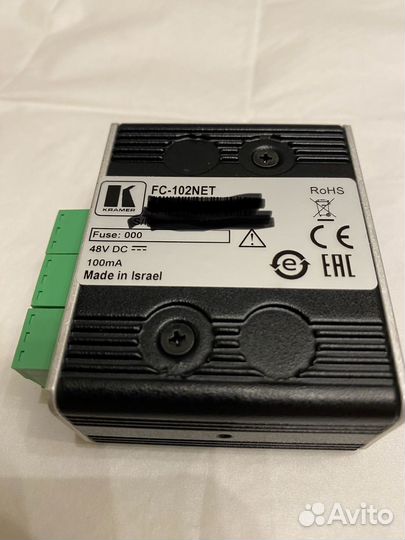 FC-102NET
K
KRAMER
RoHS
Fuse: 000
48V DC
100mA
Made in Israel
CE
e
EAC
Avito